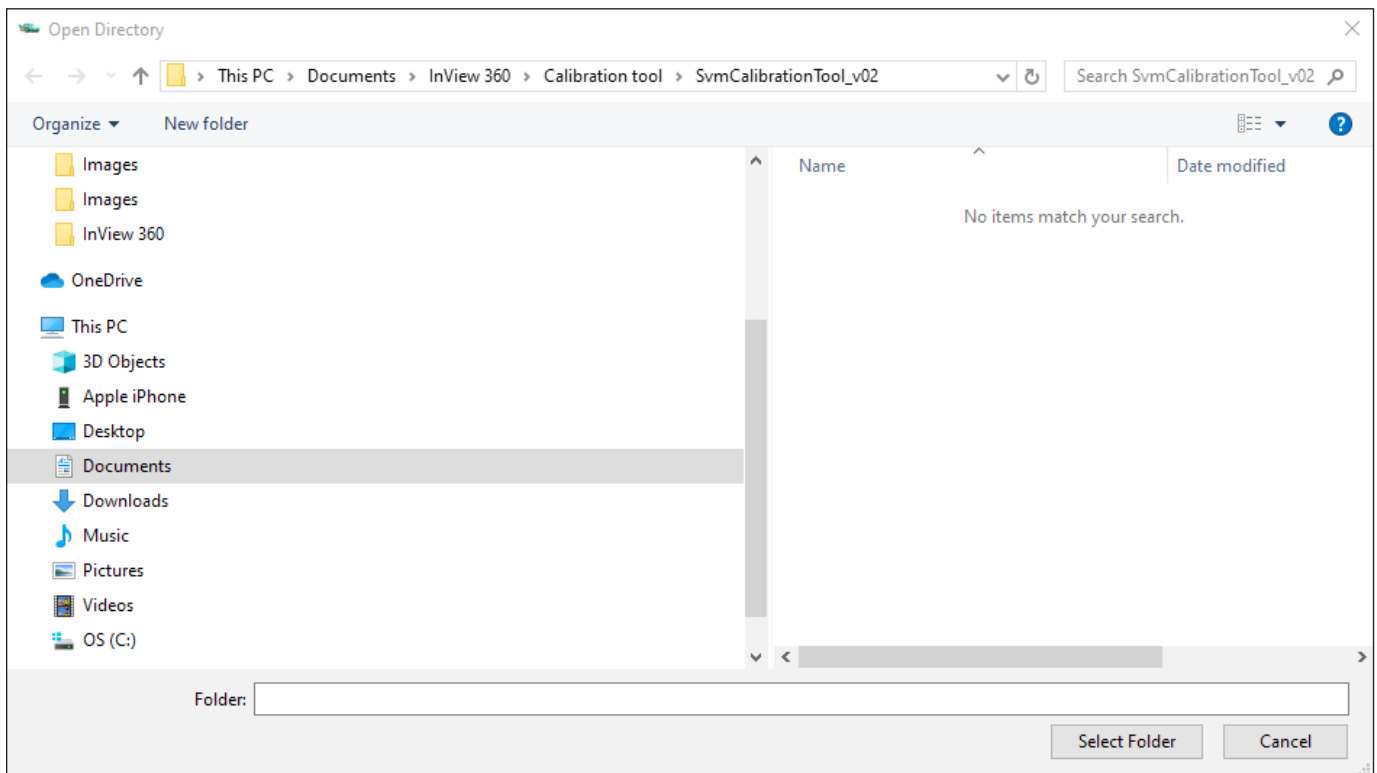 Open Directory
This PC > Documents > InView 360 > Calibration tool > SvmCalibrationTool_v02
Search SvmCalibrationTool_v02
Organize
New folder
?
Images
Images
InView 360
OneDrive
This PC
3D Objects
Apple iPhone
Desktop
Documents
Downloads
Music
Pictures
Videos
OS (C:)
Name
Date modified
No items match your search.
Folder:
Select Folder
Cancel